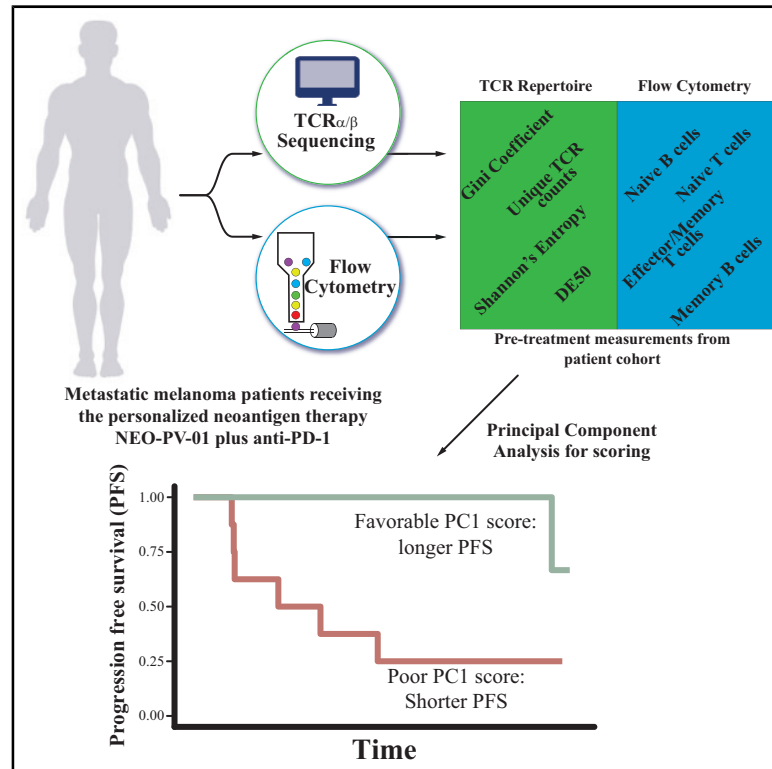 TCRα/β
Sequencing
Flow
Cytometry
TCR Repertoire
Flow Cytometry
Gini Coefficient
Unique TCR
counts
Shannon's Entropy
DE50
Naive B cells
Naive T cells
Effector/Memory
T cells
Memory B cells
Pre-treatment measurements from
patient cohort
Metastatic melanoma patients receiving
the personalized neoantigen therapy
NEO-PV-01 plus anti-PD-1
Principal Component
Analysis for scoring
Progression free survival (PFS)
1.00
0.75
0.50
0.25
0.00
Favorable PC1 score:
longer PFS
Poor PC1 score:
Shorter PFS
Time